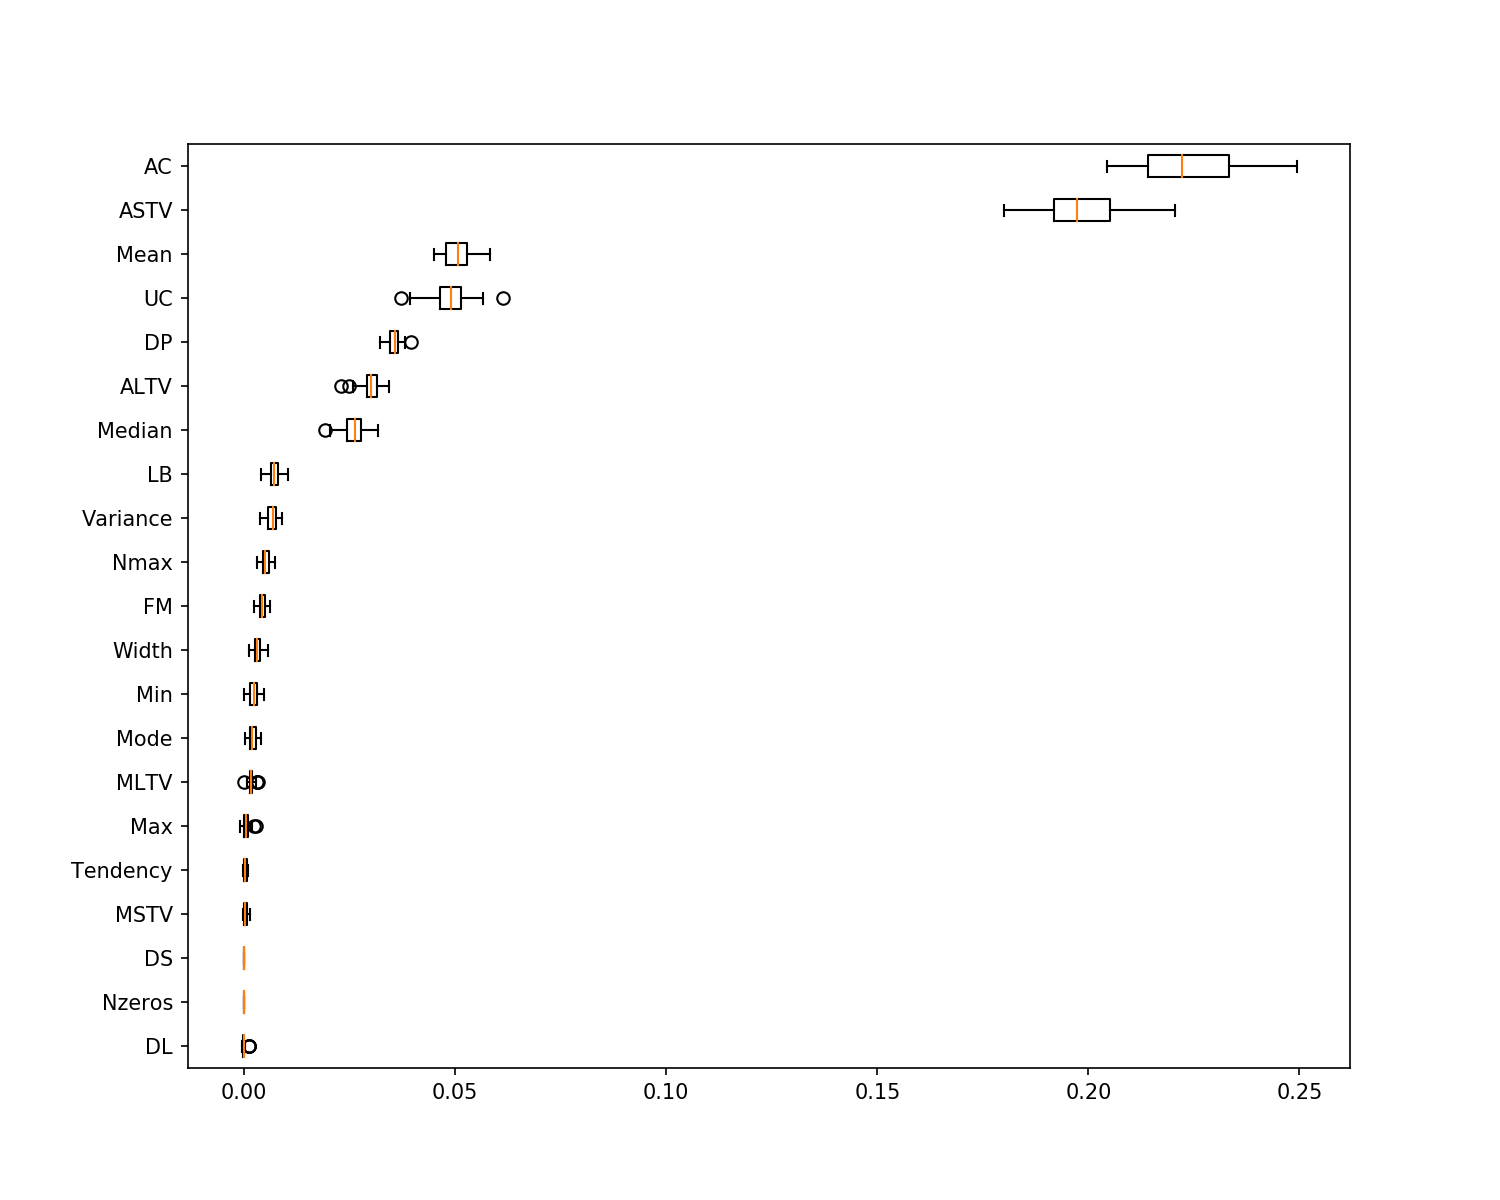 AC
ASTV
Mean
UC
DP
ALTV
Median
LB
Variance
Nmax
FM
Width
Min
Mode
MLTV
Max
Tendency
MSTV
DS
Nzeros
DL
0.00 0.05 0.10 0.15 0.20 0.25